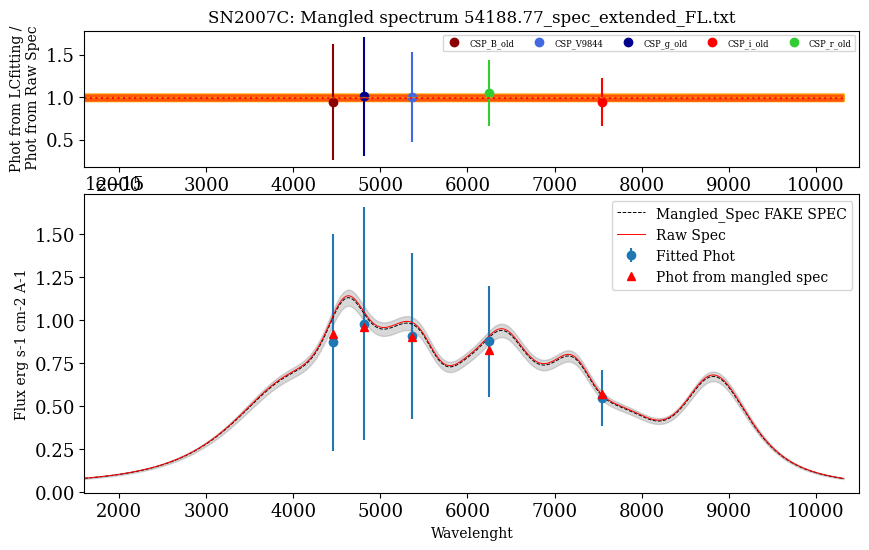 SN2007C: Mangled spectrum 54188.77_spec_extended_FL.txt
Phot from LCfitting /
Phot from Raw Spec
1.5
1.0
0.5
CSP_B_old CSP_V9844 CSP_g_old CSP_i_old CSP_r_old
2000 3000 4000 5000 6000 7000 8000 9000 10000
1e−15
Flux erg s-1 cm-2 A-1
1.50
1.25
1.00
0.75
0.50
0.25
0.00
Mangled_Spec FAKE SPEC
Raw Spec
Fitted Phot
Phot from mangled spec
2000 3000 4000 5000 6000 7000 8000 9000 10000
Wavelenght